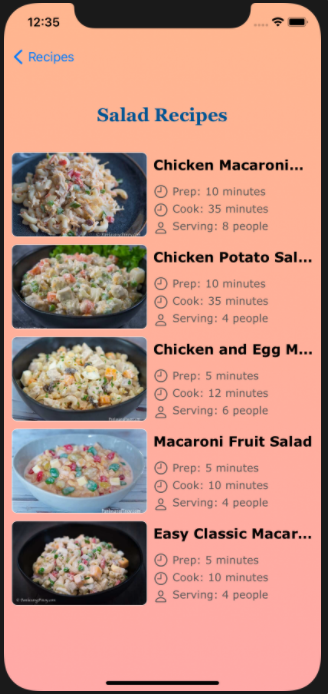 12:35
Recipes
Salad Recipes
Chicken Macaroni...
Prep: 10 minutes
Cook: 35 minutes
Serving: 8 people
Chicken Potato Sal...
Prep: 10 minutes
Cook: 35 minutes
Serving: 4 people
Chicken and Egg M...
Prep: 5 minutes
Cook: 12 minutes
Serving: 6 people
Macaroni Fruit Salad
Prep: 5 minutes
Cook: 10 minutes
Serving: 4 people
Easy Classic Macar...
Prep: 5 minutes
Cook: 10 minutes
Serving: 4 people